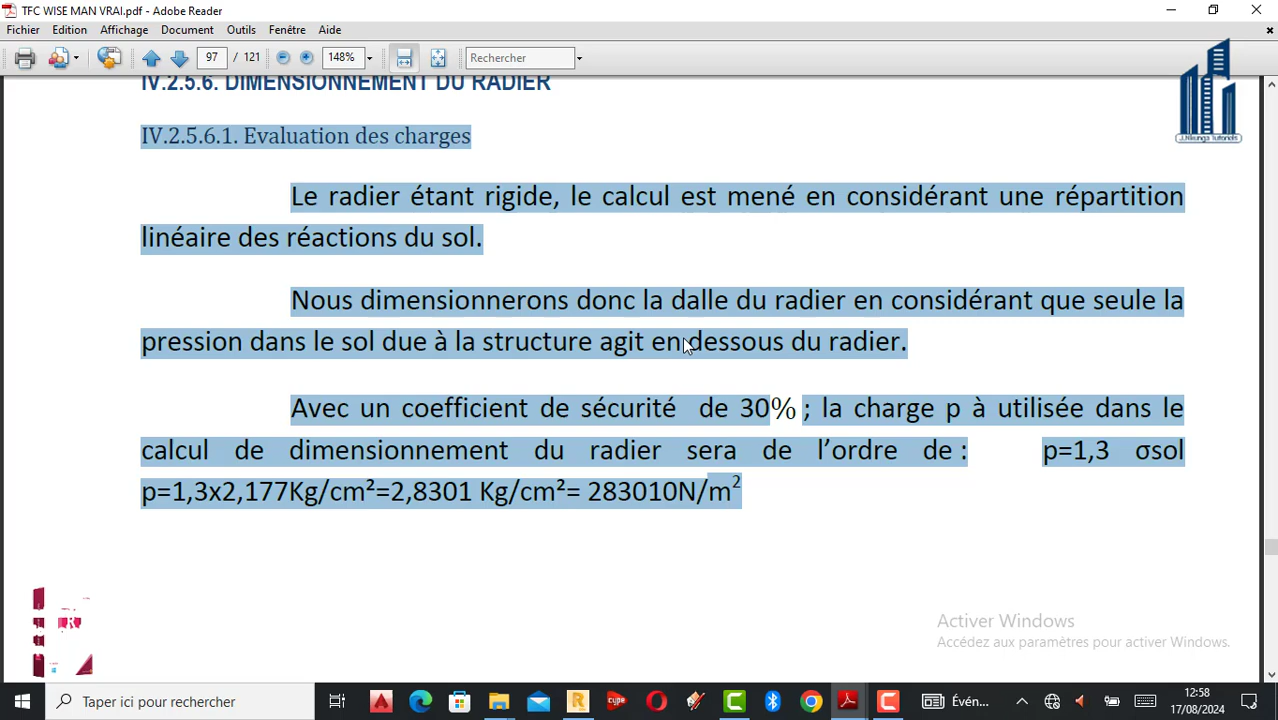 TFC WISE MAN VRAI.pdf - Adobe Reader
Fichier Edition Affichage Document Outils Fenêtre Aide
97 / 121 148% Rechercher
IV.2.5.6. DIMENSIONNEMENT DU RADIER
J.Nkunga Tutoriels
IV.2.5.6.1. Evaluation des charges
Le radier étant rigide, le calcul est mené en considérant une répartition
linéaire des réactions du sol.
Nous dimensionnerons donc la dalle du radier en considérant que seule la
pression dans le sol due à la structure agit en dessous du radier.
Avec un coefficient de sécurité de 30% ; la charge p à utilisée dans le
calcul de dimensionnement du radier sera de l’ordre de : p=1,3 σsol
p=1,3x2,177Kg/cm²=2,8301 Kg/cm²= 283010N/m²
Activer Windows
Accédez aux paramètres pour activer Windows.
Taper ici pour rechercher
cype
Événe...
12:58
17/08/2024